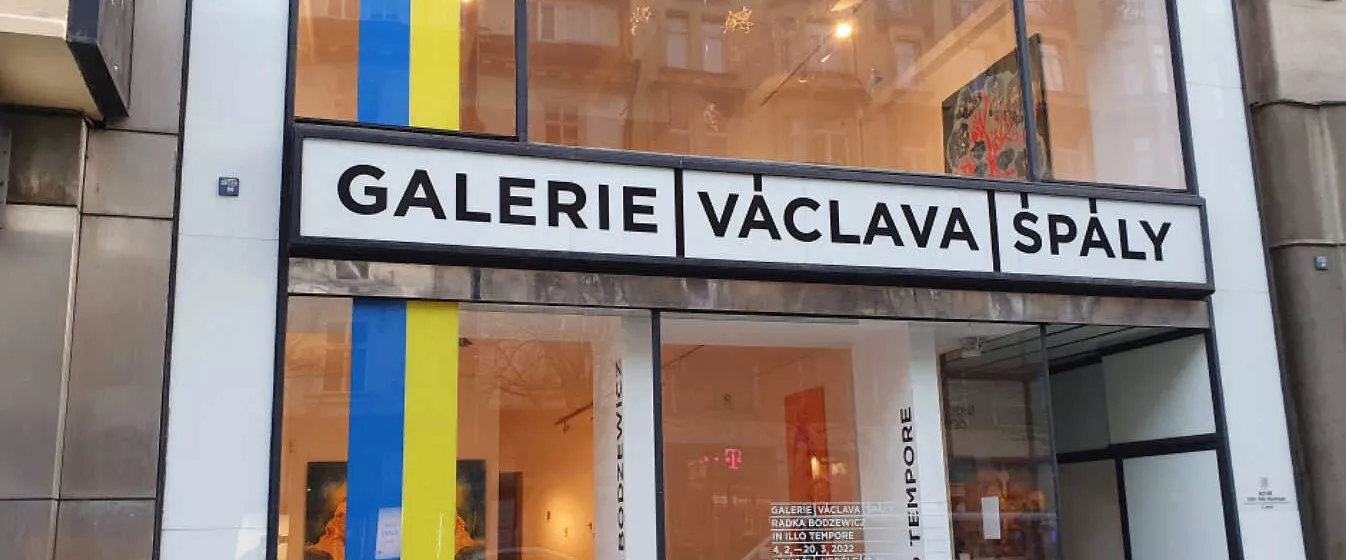 GALERIE VÁCLAVA ŠPÁLY
BODZEWICZ
TEMPORE
T
GALERIE VÁCLAVA ŠPÁLY
RADKA BODZEWICZ
IN ILLO TEMPORE
4. 2. — 20. 3. 2022